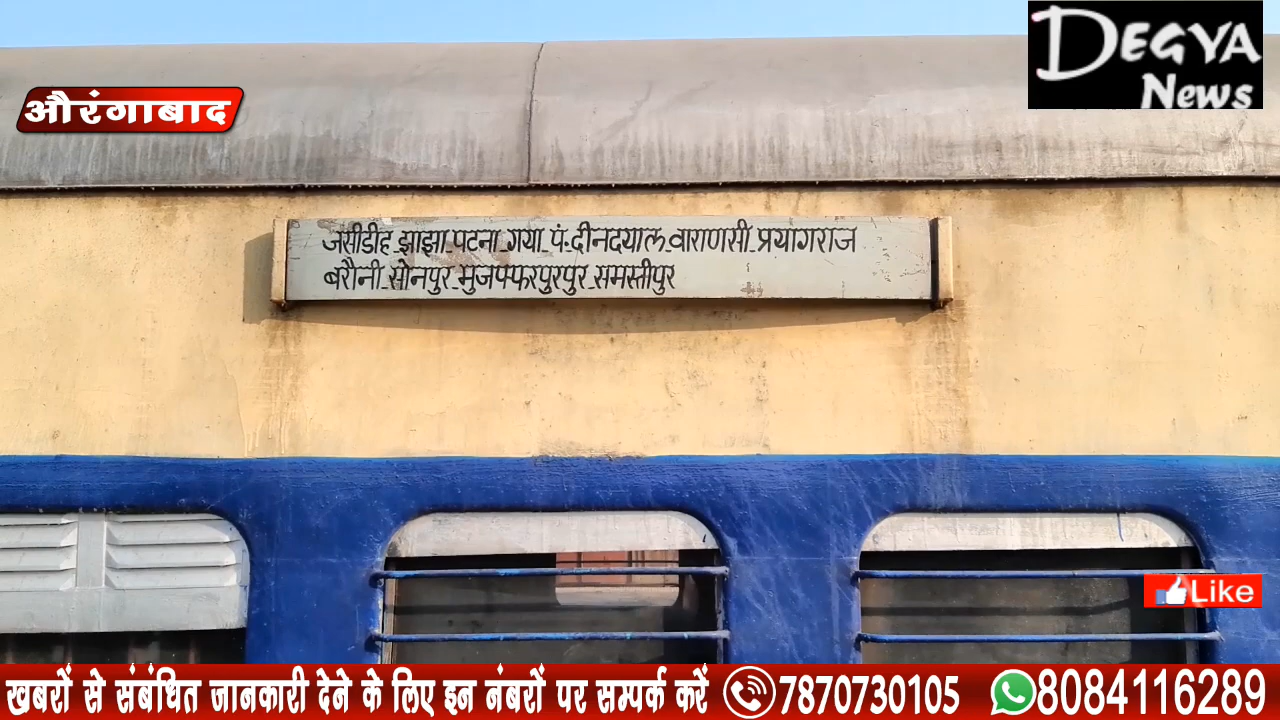 DEGYA
News
औरंगाबाद
जसीडीह-झाझा-पटना-गया-पं.दीनदयाल-वाराणसी-प्रयागराज
बरौनी-सोनपुर-मुजफ्फरपुरपुर-समस्तीपुर
Like
खबरों से संबंधित जानकारी देने के लिए इन नंबरों पर सम्पर्क करें 7870730105 8084116289